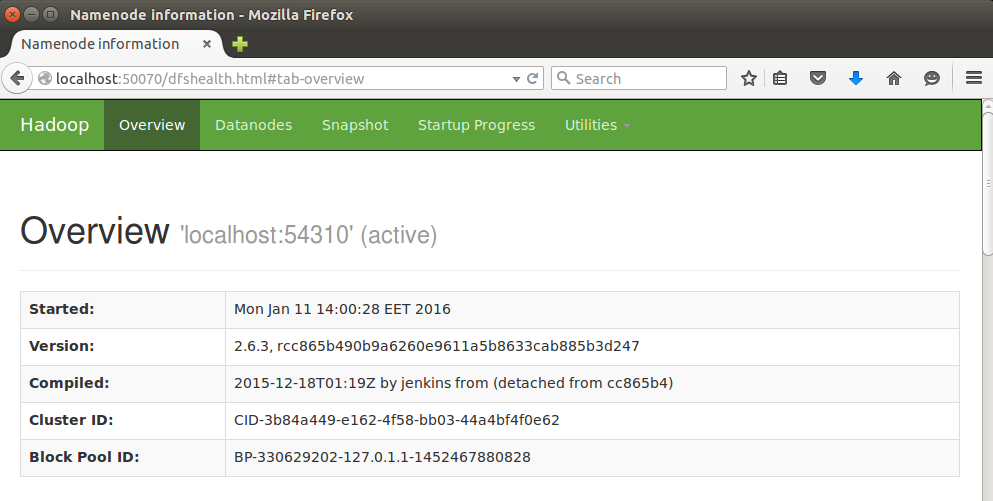 Namenode information - Mozilla Firefox
Namenode information
localhost:50070/dfshealth.html#tab-overview
Search
Hadoop Overview Datanodes Snapshot Startup Progress Utilities
Overview 'localhost:54310' (active)
Started: Mon Jan 11 14:00:28 EET 2016
Version: 2.6.3, rcc865b490b9a6260e9611a5b8633cab885b3d247
Compiled: 2015-12-18T01:19Z by jenkins from (detached from cc865b4)
Cluster ID: CID-3b84a449-e162-4f58-bb03-44a4bf4f0e62
Block Pool ID: BP-330629202-127.0.1.1-1452467880828